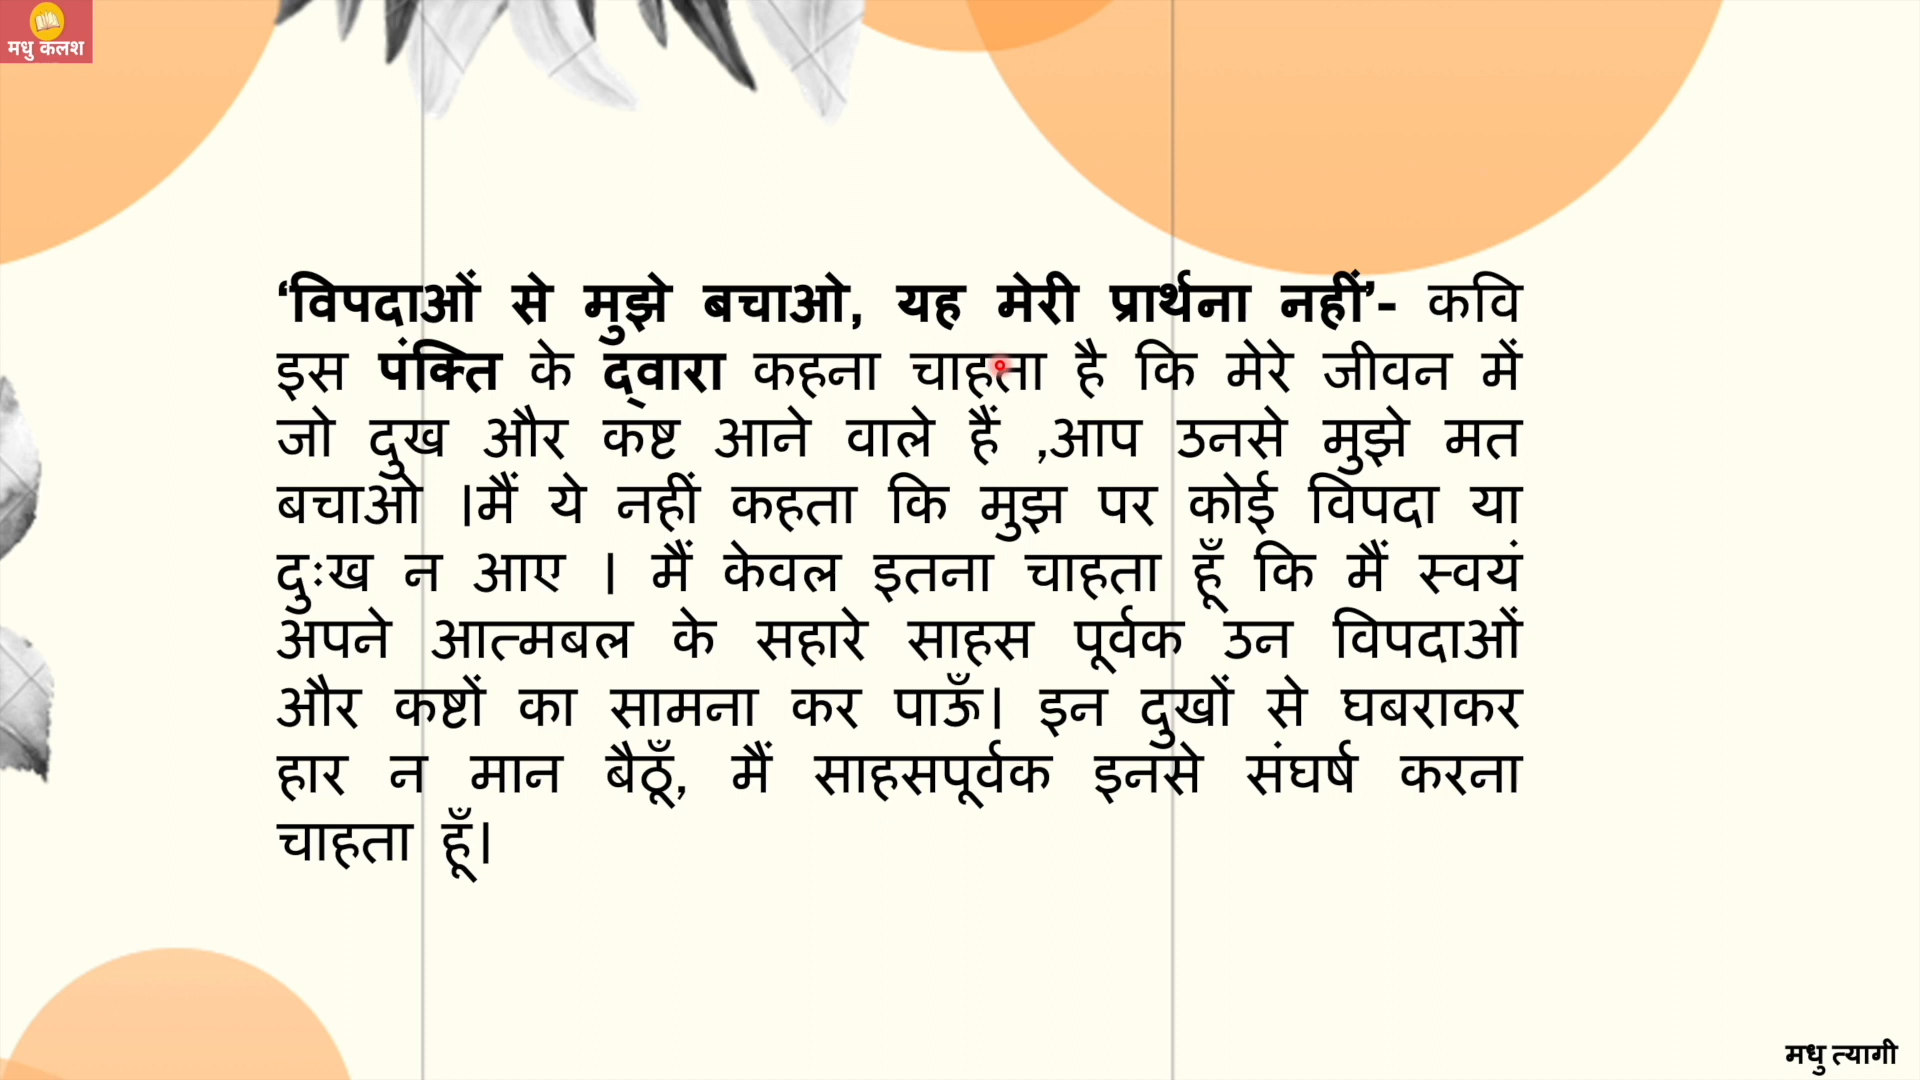 मधु कलश
‘विपदाओं से मुझे बचाओ, यह मेरी प्रार्थना नहीं’- कवि
इस पंक्ति के द्वारा कहना चाहता है कि मेरे जीवन में
जो दुख और कष्ट आने वाले हैं ,आप उनसे मुझे मत
बचाओ ।मैं ये नहीं कहता कि मुझ पर कोई विपदा या
दुःख न आए । मैं केवल इतना चाहता हूँ कि मैं स्वयं
अपने आत्मबल के सहारे साहस पूर्वक उन विपदाओं
और कष्टों का सामना कर पाऊँ। इन दुखों से घबराकर
हार न मान बैठूँ, मैं साहसपूर्वक इनसे संघर्ष करना
चाहता हूँ।
मधु त्यागी